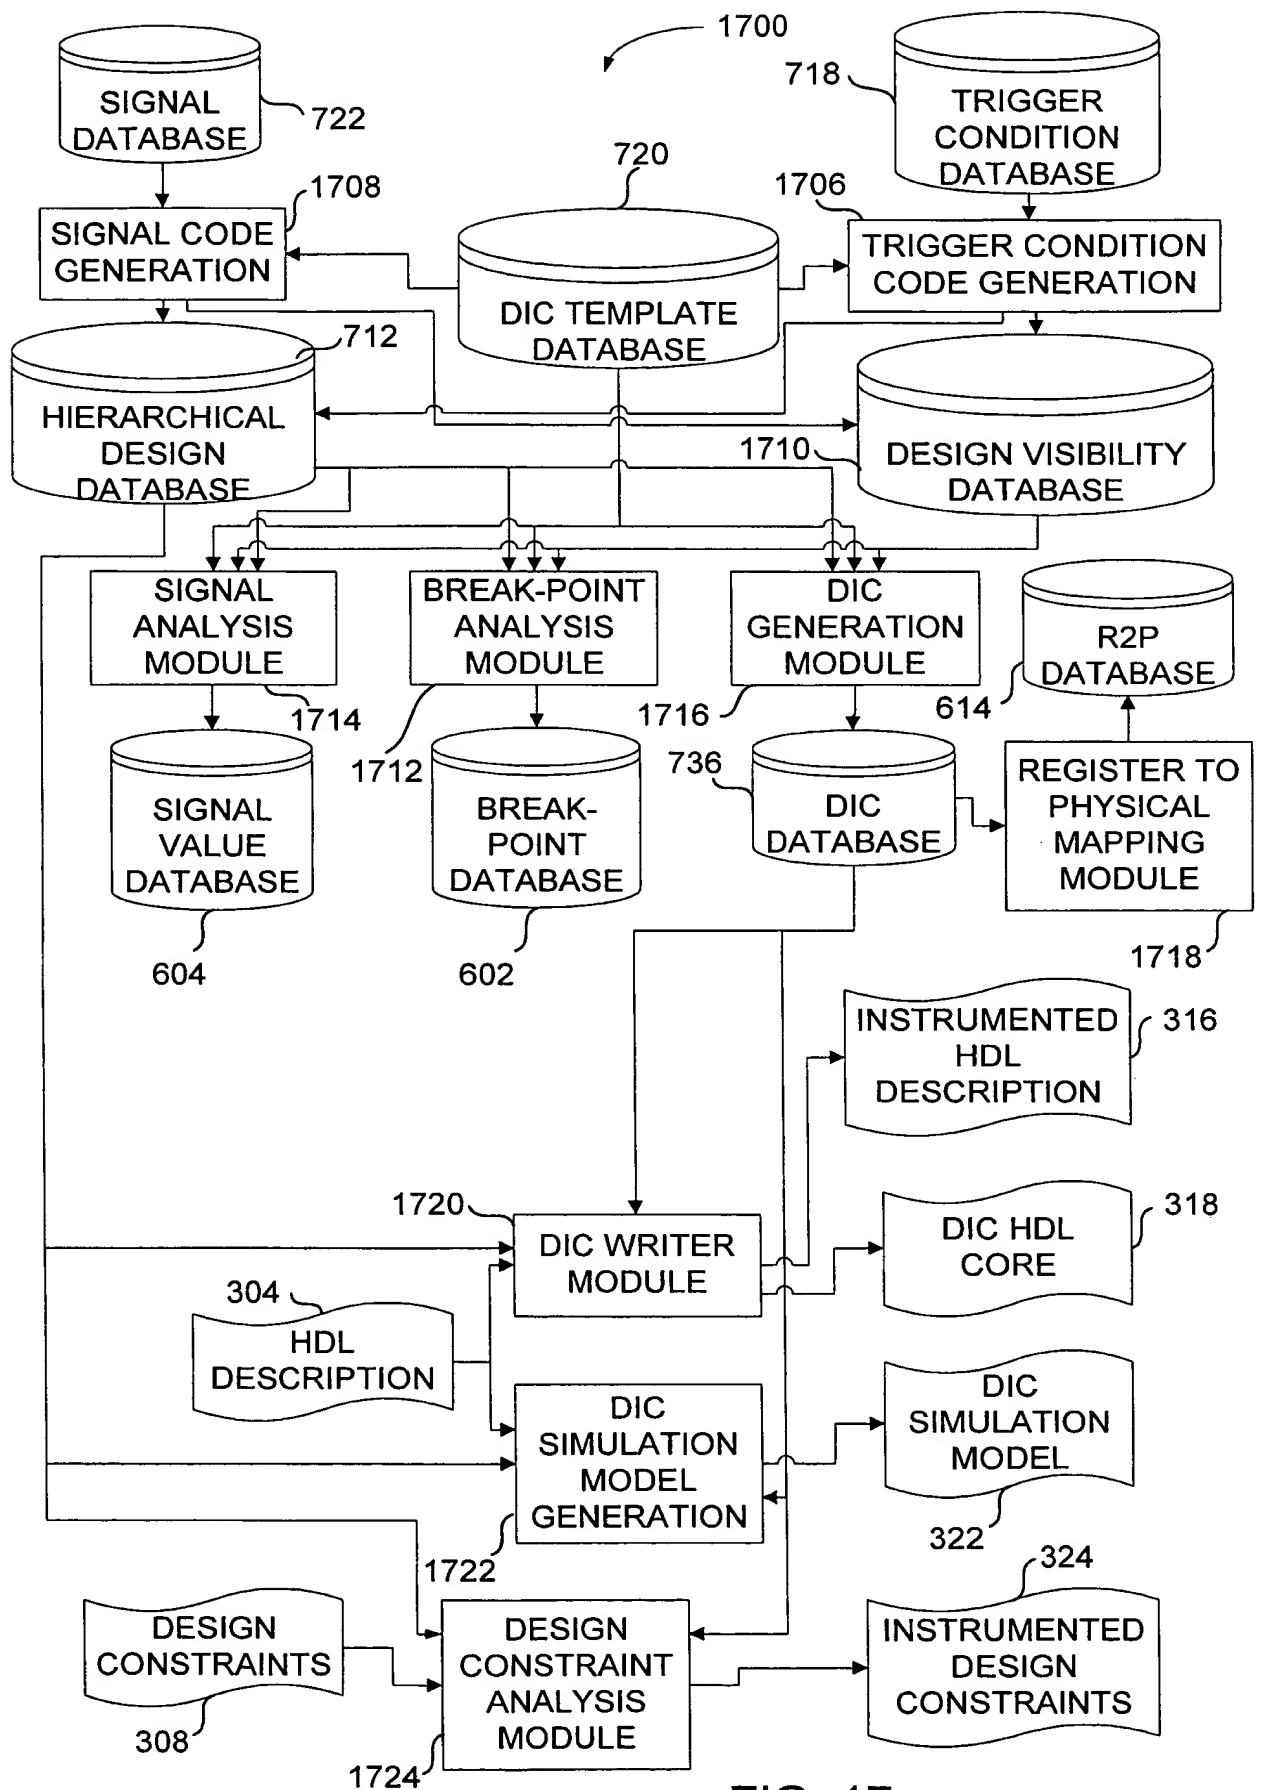 1700
SIGNAL
DATABASE
722
718
TRIGGER
CONDITION
DATABASE
720
1708
SIGNAL CODE
GENERATION
1706
TRIGGER CONDITION
CODE GENERATION
DIC TEMPLATE
DATABASE
712
HIERARCHICAL
DESIGN
DATABASE
1710
DESIGN VISIBILITY
DATABASE
SIGNAL
ANALYSIS
MODULE
1714
BREAK-POINT
ANALYSIS
MODULE
1712
DIC
GENERATION
MODULE
1716
R2P
DATABASE
614
SIGNAL
VALUE
DATABASE
604
BREAK-
POINT
DATABASE
602
736
DIC
DATABASE
REGISTER TO
PHYSICAL
MAPPING
MODULE
1718
INSTRUMENTED
HDL
DESCRIPTION
316
1720
DIC WRITER
MODULE
DIC HDL
CORE
318
304
HDL
DESCRIPTION
DIC
SIMULATION
MODEL
GENERATION
1722
DIC
SIMULATION
MODEL
322
DESIGN
CONSTRAINTS
308
DESIGN
CONSTRAINT
ANALYSIS
MODULE
1724
324
INSTRUMENTED
DESIGN
CONSTRAINTS
FIG. 17